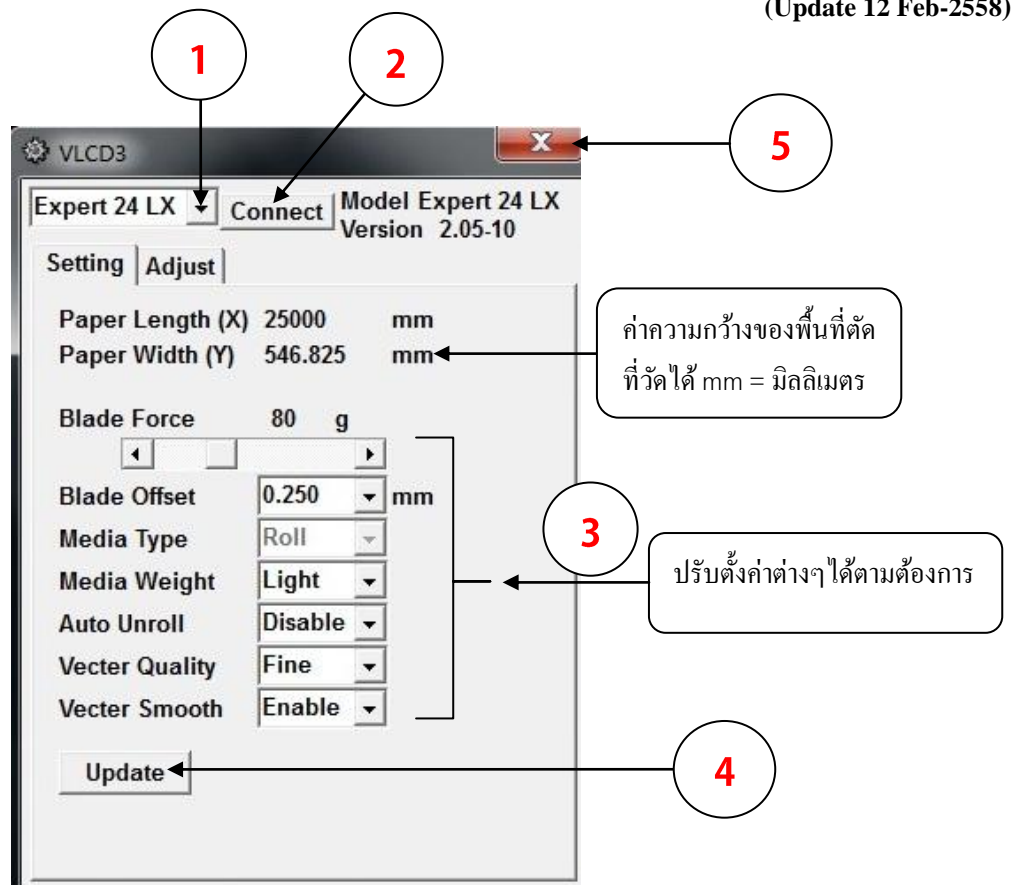 (Update 12 Feb-2558)
1
2
VLCD3
X
5
Expert 24 LX
Connect
Model Expert 24 LX
Version 2.05-10
Setting
Adjust
Paper Length (X) 25000 mm
Paper Width (Y) 546.825 mm
ค่าความกว้างของพื้นที่ตัด
ที่วัดได้ mm = มิลลิเมตร
Blade Force 80 g
Blade Offset 0.250 mm
Media Type Roll
3
Media Weight Light
ปรับตั้งค่าต่างๆ ได้ตามต้องการ
Auto Unroll Disable
Vecter Quality Fine
Vecter Smooth Enable
Update
4